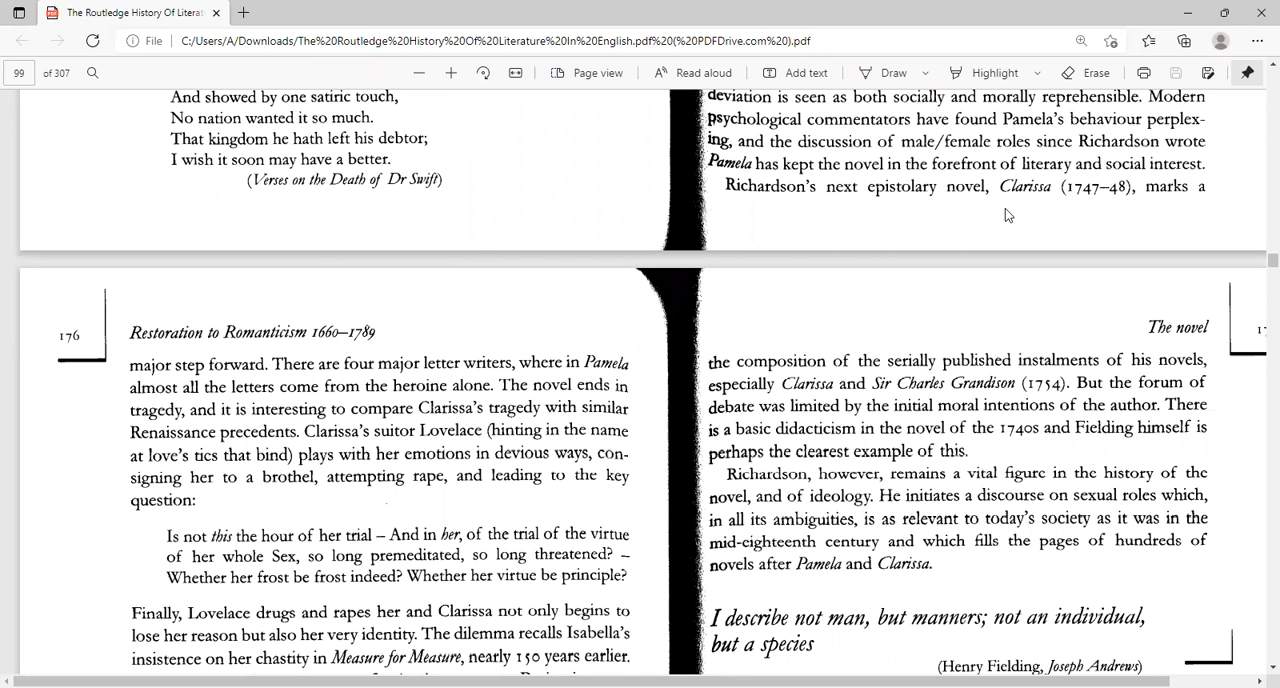 The Routledge History Of Litera
File
C:/Users/A/Downloads/The%20Routledge%20History%20Of%20Literature%20In%20English.pdf%20(%20PDFDrive.com%20).pdf
99 of 307
Page view
Read aloud
Add text
Draw
Highlight
Erase
And showed by one satiric touch,
No nation wanted it so much.
That kingdom he hath left his debtor;
I wish it soon may have a better.
(Verses on the Death of Dr Swift)
deviation is seen as both socially and morally reprehensible. Modern
psychological commentators have found Pamela's behaviour perplex-
ing, and the discussion of male/female roles since Richardson wrote
Pamela has kept the novel in the forefront of literary and social interest.
Richardson's next epistolary novel, Clarissa (1747–48), marks a
176
Restoration to Romanticism 1660–1789
major step forward. There are four major letter writers, where in Pamela
almost all the letters come from the heroine alone. The novel ends in
tragedy, and it is interesting to compare Clarissa's tragedy with similar
Renaissance precedents. Clarissa's suitor Lovelace (hinting in the name
at love's tics that bind) plays with her emotions in devious ways, con-
signing her to a brothel, attempting rape, and leading to the key
question:
Is not this the hour of her trial – And in her, of the trial of the virtue
of her whole Sex, so long premeditated, so long threatened? –
Whether her frost be frost indeed? Whether her virtue be principle?
Finally, Lovelace drugs and rapes her and Clarissa not only begins to
lose her reason but also her very identity. The dilemma recalls Isabella's
insistence on her chastity in Measure for Measure, nearly 150 years earlier.
The novel
the composition of the serially published instalments of his novels,
especially Clarissa and Sir Charles Grandison (1754). But the forum of
debate was limited by the initial moral intentions of the author. There
is a basic didacticism in the novel of the 1740s and Fielding himself is
perhaps the clearest example of this.
Richardson, however, remains a vital figure in the history of the
novel, and of ideology. He initiates a discourse on sexual roles which,
in all its ambiguities, is as relevant to today's society as it was in the
mid-eighteenth century and which fills the pages of hundreds of
novels after Pamela and Clarissa.
I describe not man, but manners; not an individual,
but a species
(Henry Fielding, Joseph Andrews)